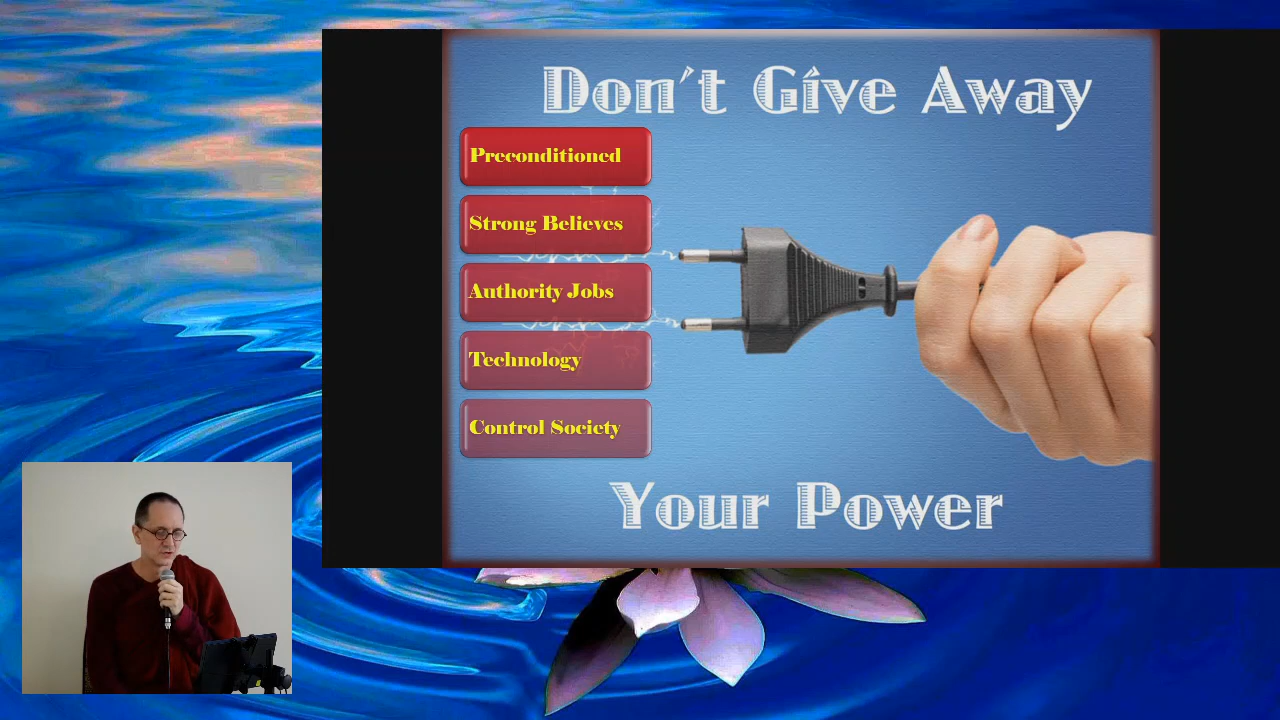 Don't Give Away
Preconditioned
Strong Believes
Authority Jobs
Technology
Control Society
Your Power